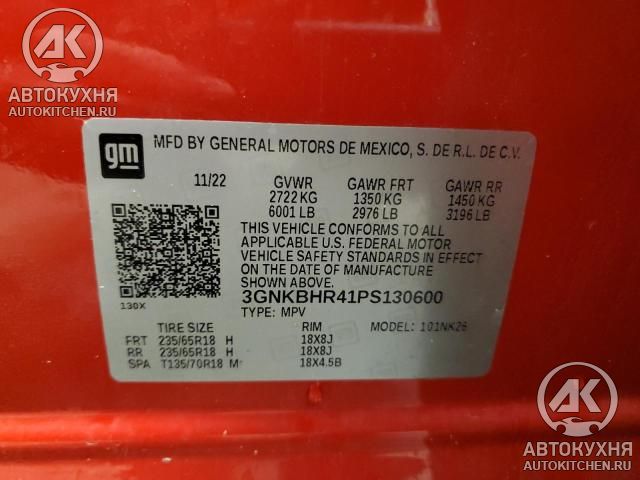 AK
АВТОКУХНЯ
AUTOKITCHEN.RU
gm
MFD BY GENERAL MOTORS DE MEXICO, S. DE R.L. DE C.V.
11/22 GVWR GAWR FRT GAWR RR
2722 KG 1350 KG 1450 KG
6001 LB 2976 LB 3196 LB
THIS VEHICLE CONFORMS TO ALL
APPLICABLE U.S. FEDERAL MOTOR
VEHICLE SAFETY STANDARDS IN EFFECT
ON THE DATE OF MANUFACTURE
SHOWN ABOVE.
130X 3GNKBHR41PS130600
TYPE: MPV MODEL: 101NK26
TIRE SIZE RIM
FRT 235/65R18 H 18X8J
RR 235/65R18 H 18X8J
SPA T135/70R18 M 18X4.5B
AK
АВТОКУХНЯ
AUTOKITCHEN.RU